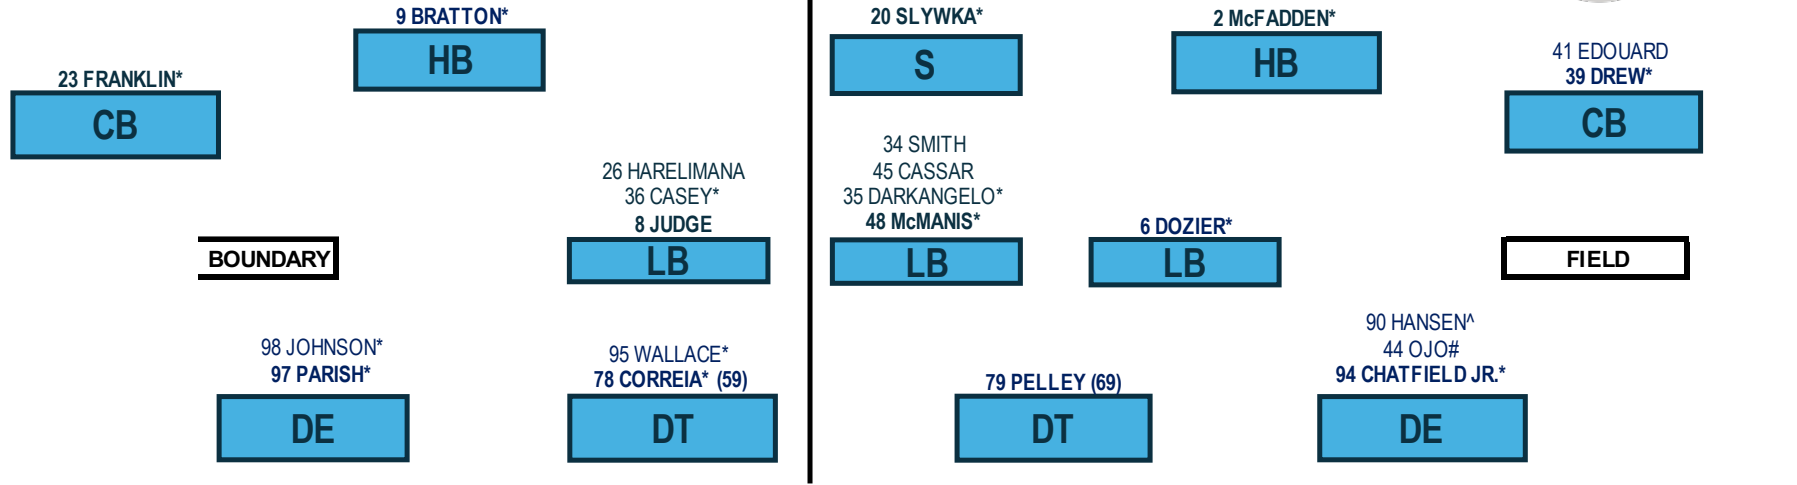 9 BRATTON*
HB
23 FRANKLIN*
CB
20 SLYWKA*
S
2 McFADDEN*
HB
41 EDOUARD
39 DREW*
CB
26 HARELIMANA
36 CASEY*
8 JUDGE
LB
34 SMITH
45 CASSAR
35 DARKANGELO*
48 McMANIS*
LB
6 DOZIER*
LB
BOUNDARY
FIELD
98 JOHNSON*
97 PARISH*
DE
95 WALLACE*
78 CORREIA* (59)
DT
79 PELLEY (69)
DT
90 HANSEN^
44 OJO#
94 CHATFIELD JR.*
DE